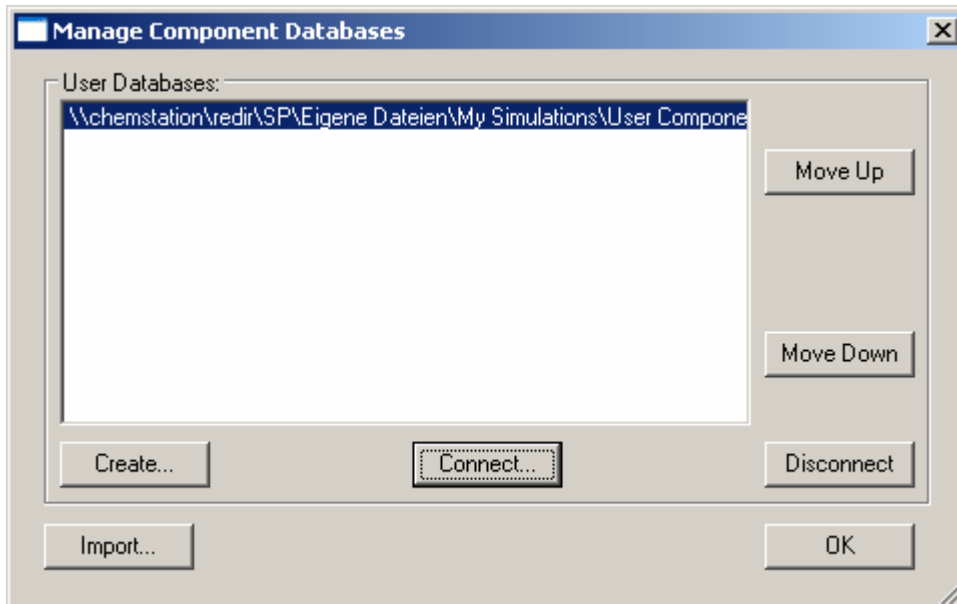 Manage Component Databases
User Databases:
\\chemstation\redir\SP\Eigene Dateien\My Simulations\User Compone
Move Up
Move Down
Create...
Connect...
Disconnect
Import...
OK